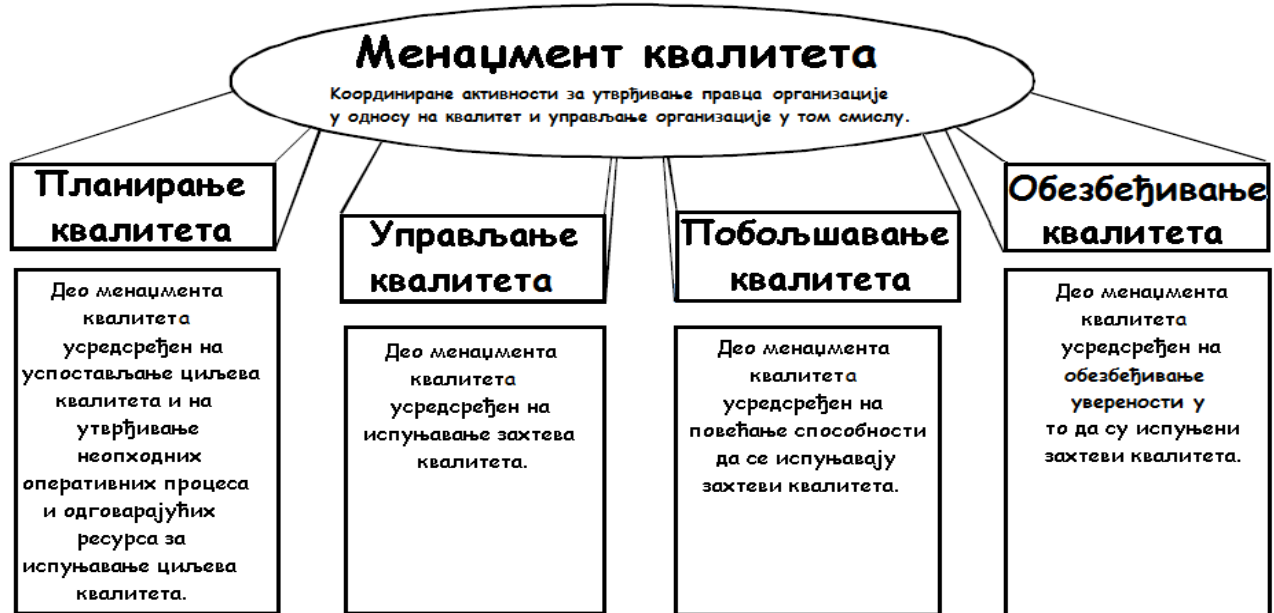 Менаџмент квалитета
Координиране активности за утврђивање правца организације
у односу на квалитет и управљање организације у том смислу.
Планирање
квалитета
Део менаџмента
квалитета
усредсређен на
успостављање циљева
квалитета и на
утврђивање
неопходних
оперативних процеса
и одговарајућих
ресурса за
испуњавање циљева
квалитета.
Управљање
квалитета
Део менаџмента
квалитета
усредсређен на
испуњавање захтева
квалитета.
Побољшавање
квалитета
Део менаџмента
квалитета
усредсређен на
повећање способности
да се испуњавају
захтеви квалитета.
Обезбеђивање
квалитета
Део менаџмента
квалитета
усредсређен на
обезбеђивање
уверености у
то да су испуњени
захтеви квалитета.